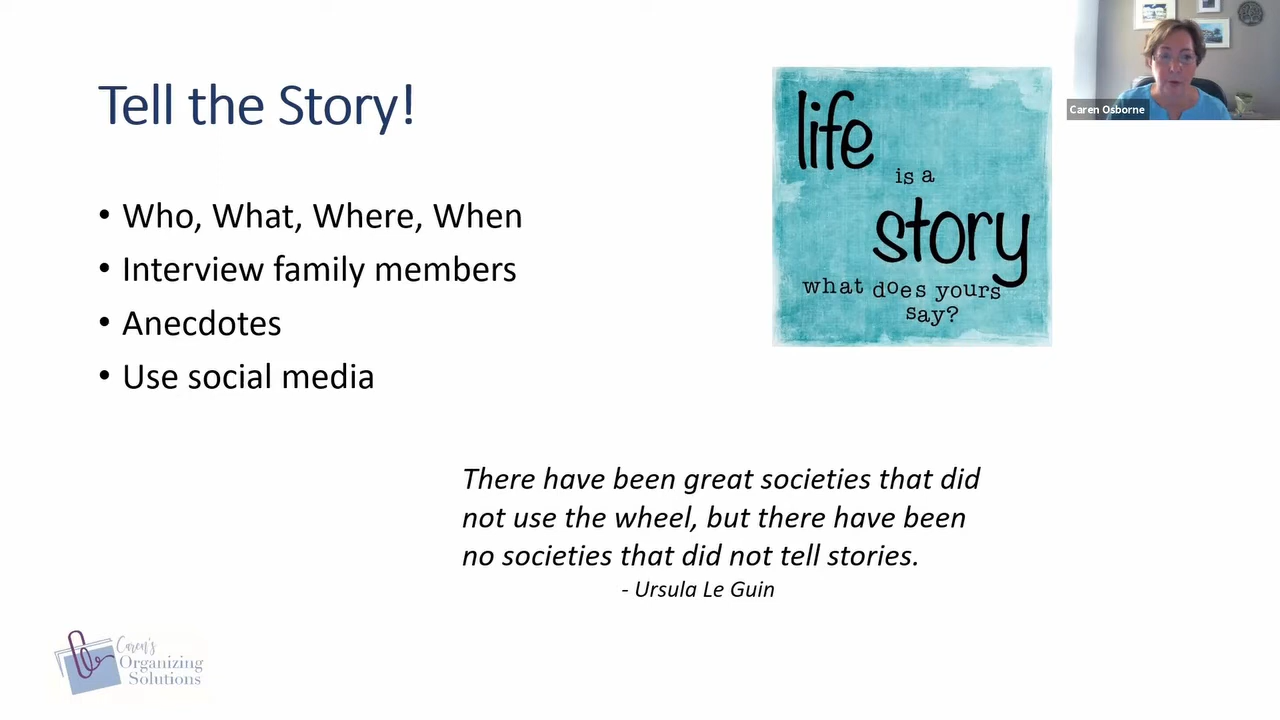 Tell the Story!
• Who, What, Where, When
• Interview family members
• Anecdotes
• Use social media
life
is a
story
what does yours
say?
Caren Osborne
There have been great societies that did
not use the wheel, but there have been
no societies that did not tell stories.
- Ursula Le Guin
Caren's
Organizing
Solutions